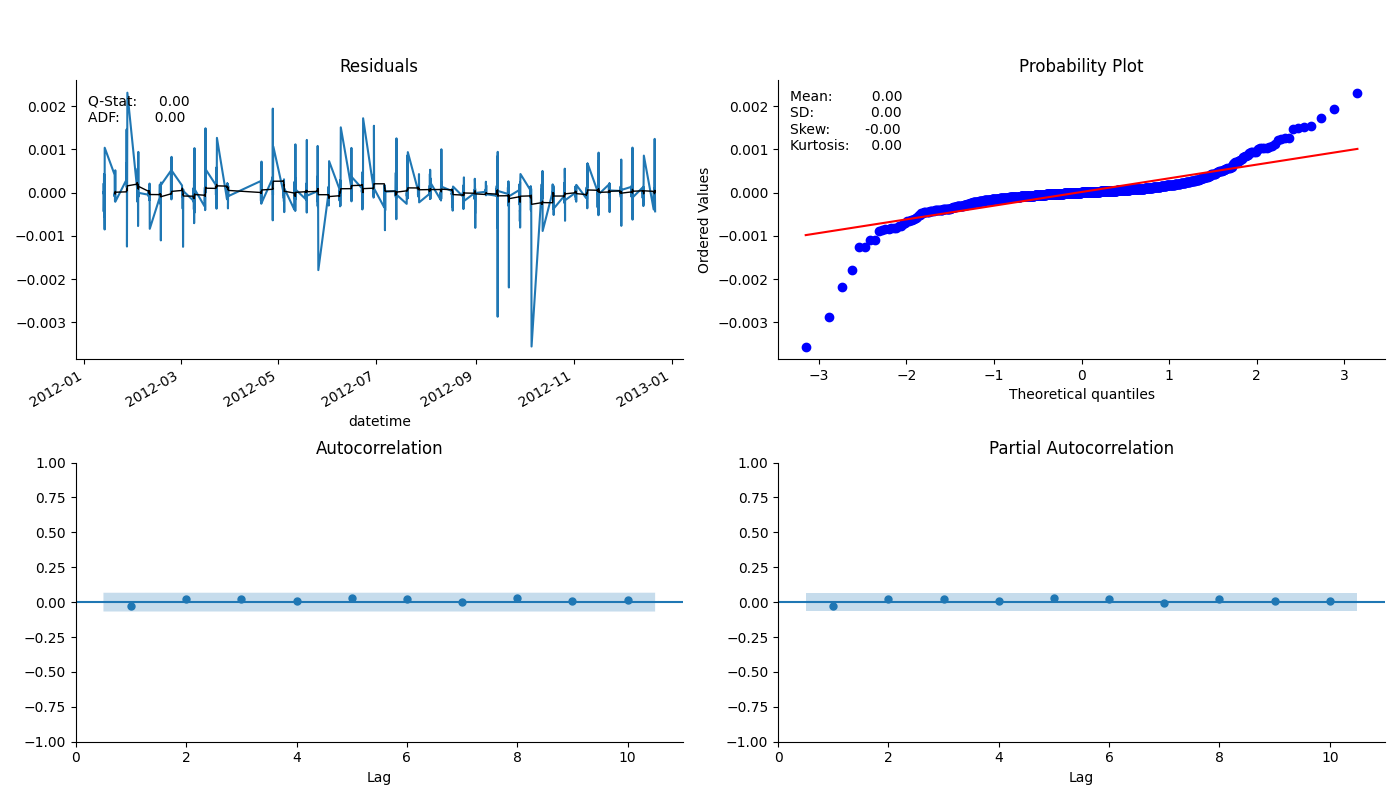 Residuals
Q-Stat: 0.00
ADF: 0.00
0.002
0.001
0.000
−0.001
−0.002
−0.003
2012-01
2012-03
2012-05
2012-07
2012-09
2012-11
2013-01
datetime
Probability Plot
Mean: 0.00
SD: 0.00
Skew: -0.00
Kurtosis: 0.00
Ordered Values
0.002
0.001
0.000
−0.001
−0.002
−0.003
−3 −2 −1 0 1 2 3
Theoretical quantiles
Autocorrelation
1.00
0.75
0.50
0.25
0.00
−0.25
−0.50
−0.75
−1.00
0 2 4 6 8 10
Lag
Partial Autocorrelation
1.00
0.75
0.50
0.25
0.00
−0.25
−0.50
−0.75
−1.00
0 2 4 6 8 10
Lag